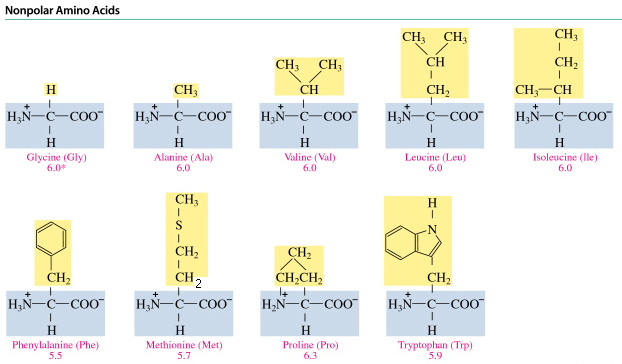 Nonpolar Amino Acids
H
H₃N⁺—C—COO⁻
H
Glycine (Gly)
6.0*
CH₃
H₃N⁺—C—COO⁻
H
Alanine (Ala)
6.0
CH₃ CH₃
CH
H₃N⁺—C—COO⁻
H
Valine (Val)
6.0
CH₃ CH₃
CH
CH₂
H₃N⁺—C—COO⁻
H
Leucine (Leu)
6.0
CH₃
CH₂
CH₃—CH
H₃N⁺—C—COO⁻
H
Isoleucine (Ile)
6.0
CH₂
H₃N⁺—C—COO⁻
H
Phenylalanine (Phe)
5.5
CH₃
S
CH₂
CH₂
H₃N⁺—C—COO⁻
H
Methionine (Met)
5.7
CH₂
CH₂CH₂
H₂N⁺—C—COO⁻
H
Proline (Pro)
6.3
H
N
CH₂
H₃N⁺—C—COO⁻
H
Tryptophan (Trp)
5.9